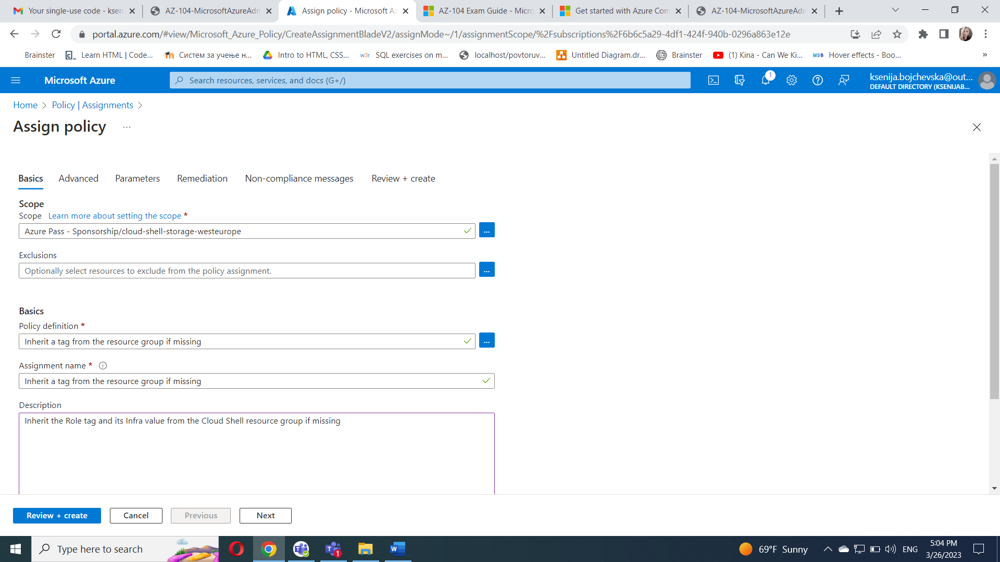 Your single-use code - ksen
AZ-104-MicrosoftAzureAdm
Assign policy - Microsoft Az
AZ-104 Exam Guide - Micro
Get started with Azure Com
AZ-104-MicrosoftAzureAdm
portal.azure.com/#view/Microsoft_Azure_Policy/CreateAssignmentBladeV2/assignMode~/1/assignmentScope/%2Fsubscriptions%2F6b6c5a29-4df1-424f-940b-0296a863e12e
Brainster
Learn HTML | Code...
Систем за учење н...
Intro to HTML, CSS...
w3r SQL exercises on m...
localhost/povtoruv...
Untitled Diagram.dr...
Brainster
(1) Kina - Can We Ki...
MDB Hover effects - Boo...
»
Microsoft Azure
Search resources, services, and docs (G+/)
1
ksenija.bojchevska@out...
DEFAULT DIRECTORY (KSENIJAB...
Home > Policy | Assignments >
Assign policy ...
Basics Advanced Parameters Remediation Non-compliance messages Review + create
Scope
Scope Learn more about setting the scope *
Azure Pass - Sponsorship/cloud-shell-storage-westeurope
...
Exclusions
Optionally select resources to exclude from the policy assignment.
...
Basics
Policy definition *
Inherit a tag from the resource group if missing
...
Assignment name *
Inherit a tag from the resource group if missing
Description
Inherit the Role tag and its Infra value from the Cloud Shell resource group if missing
Review + create Cancel Previous Next
Type here to search
1
69°F Sunny
ENG
5:04 PM
3/26/2023